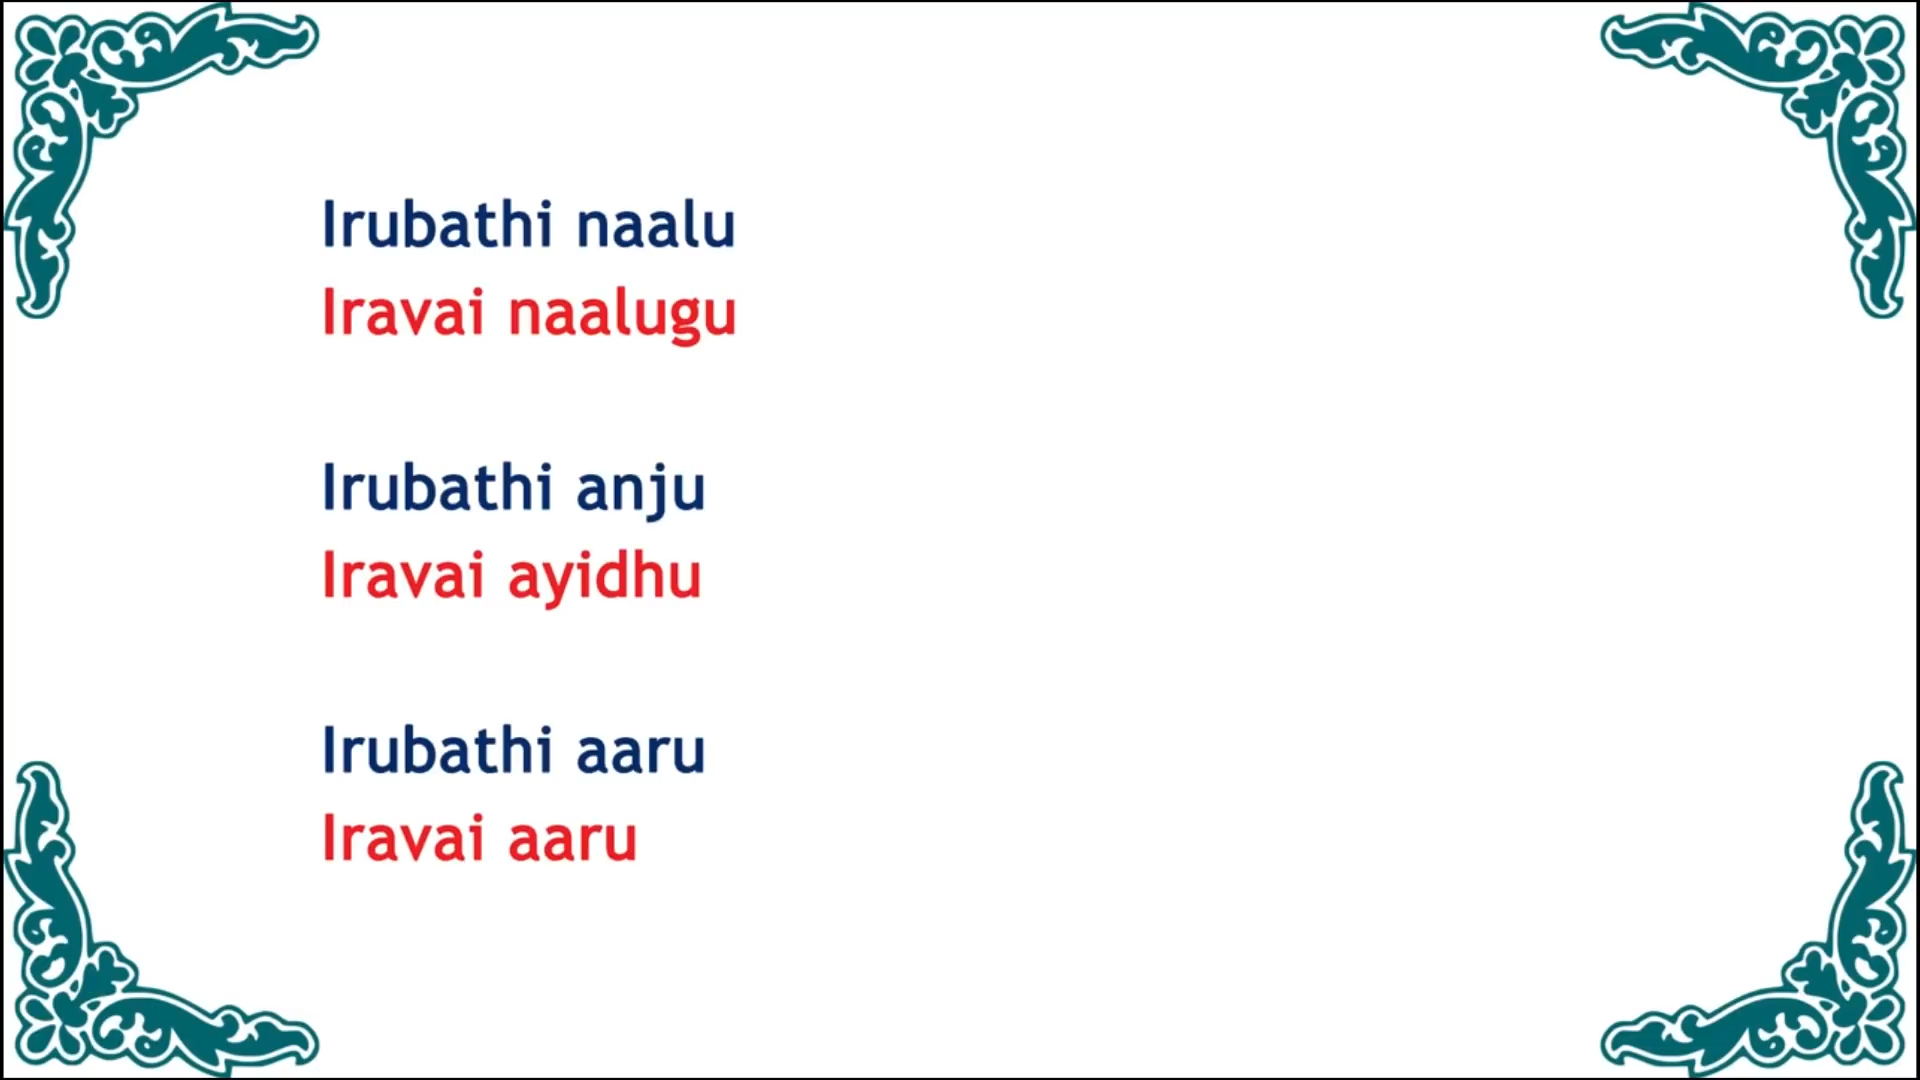 Irubathi naalu
Iravai naalugu
Irubathi anju
Iravai ayidhu
Irubathi aaru
Iravai aaru